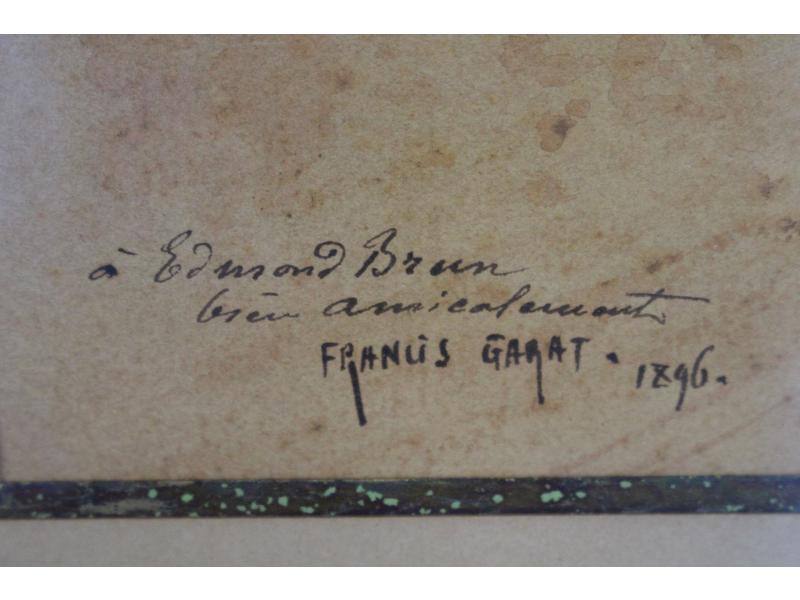 à Edmond Brun
bien amicalement
FRANCIS GARAT. 1896.